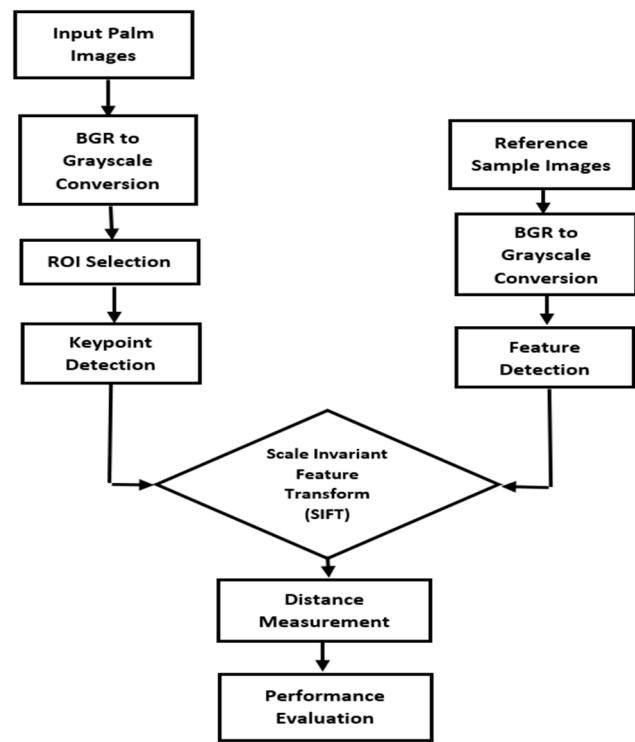 Input Palm
Images
BGR to
Grayscale
Conversion
ROI Selection
Keypoint
Detection
Reference
Sample Images
BGR to
Grayscale
Conversion
Feature
Detection
Scale Invariant
Feature
Transform
(SIFT)
Distance
Measurement
Performance
Evaluation